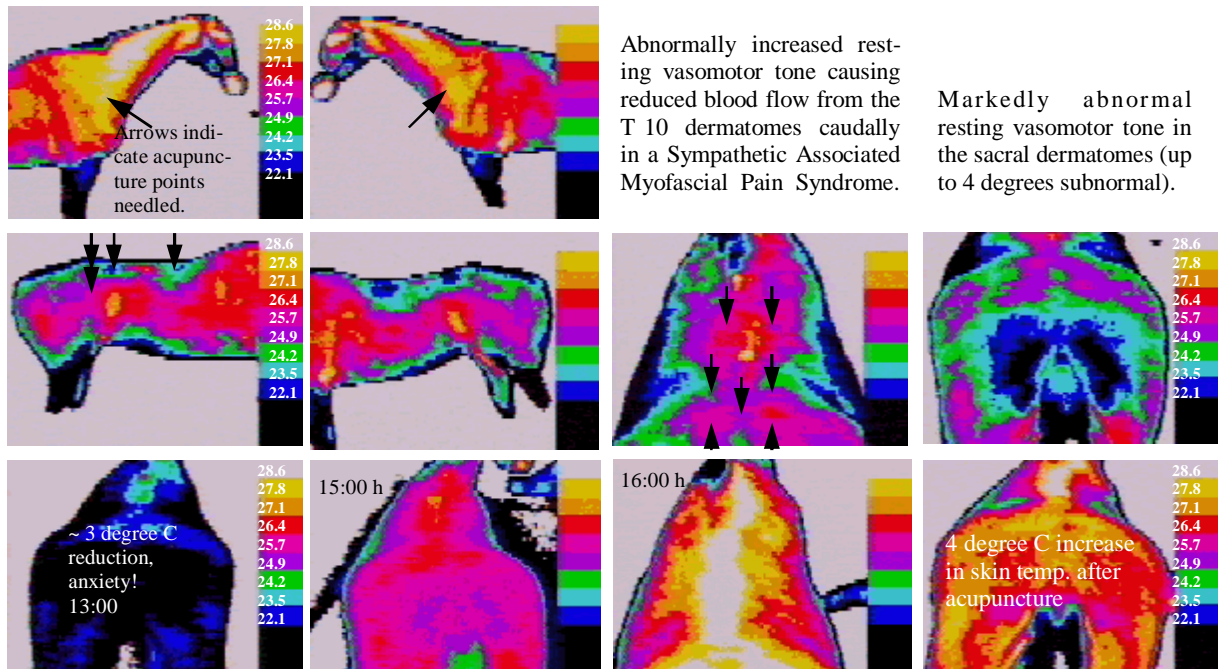 28.6
27.8
27.1
26.4
25.7
24.9
24.2
23.5
22.1
Arrows indi-
cate acupunc-
ture points
needled.
Abnormally increased rest-
ing vasomotor tone causing
reduced blood flow from the
T 10 dermatomes caudally
in a Sympathetic Associated
Myofascial Pain Syndrome.
Markedly abnormal
resting vasomotor tone in
the sacral dermatomes (up
to 4 degrees subnormal).
28.6
27.8
27.1
26.4
25.7
24.9
24.2
23.5
22.1
28.6
27.8
27.1
26.4
25.7
24.9
24.2
23.5
22.1
~ 3 degree C
reduction,
anxiety!
13:00
28.6
27.8
27.1
26.4
25.7
24.9
24.2
23.5
22.1
15:00 h
16:00 h
4 degree C increase
in skin temp. after
acupuncture
28.6
27.8
27.1
26.4
25.7
24.9
24.2
23.5
22.1